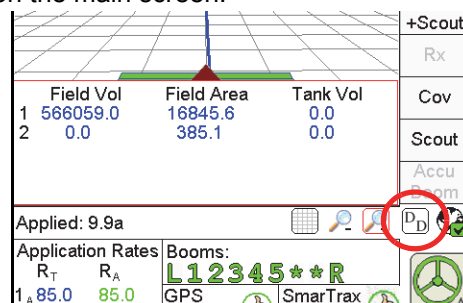 on the main screen.
+Scout
Rx
Field Vol Field Area Tank Vol
Cov
1 566059.0 16845.6 0.0
2 0.0 385.1 0.0
Scout
Accu
Boom
Applied: 9.9a
DD
Application Rates Booms:
RT RA L12345**R
1A 85.0 85.0 GPS SmarTrax